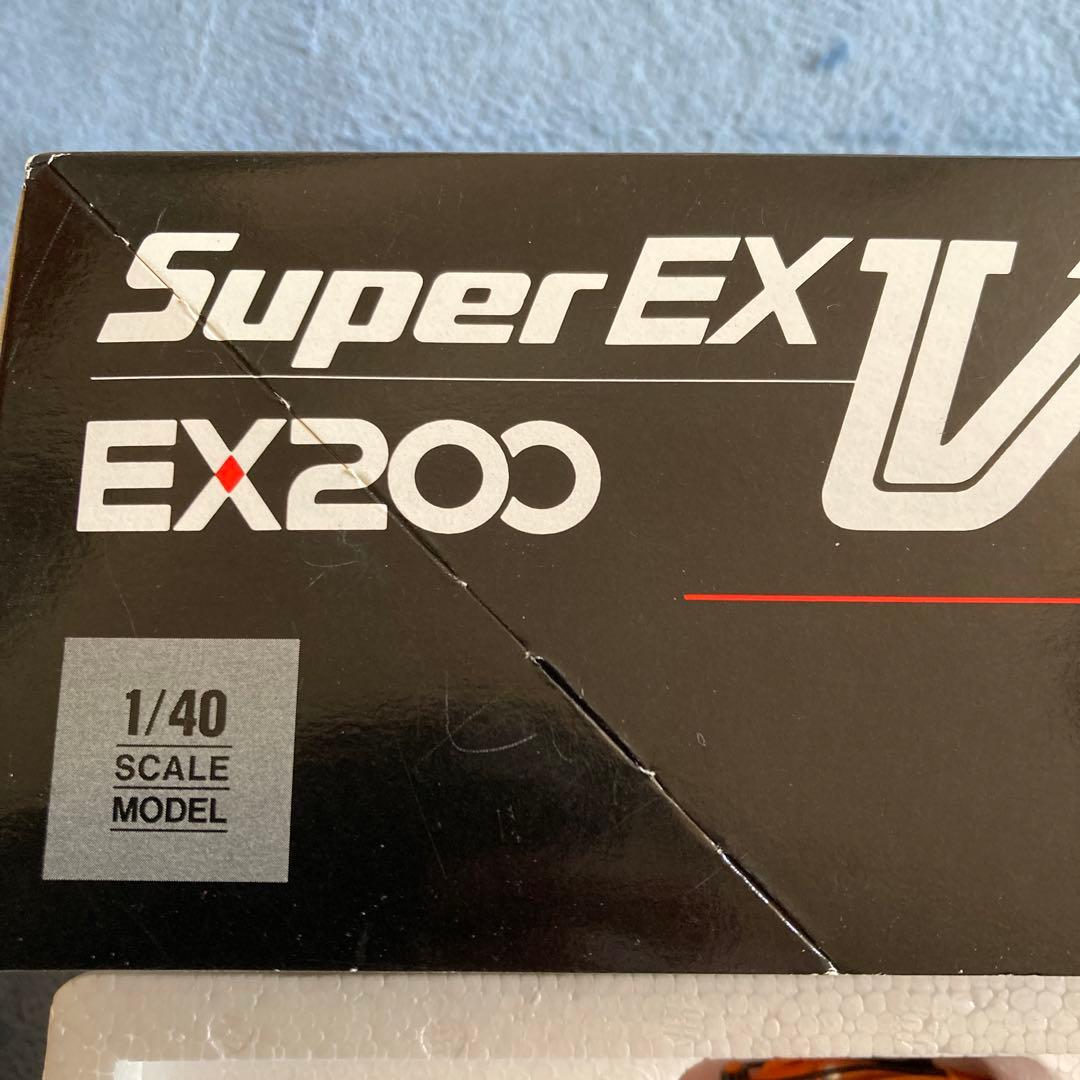 Super EX V
EX200
1/40
SCALE
MODEL